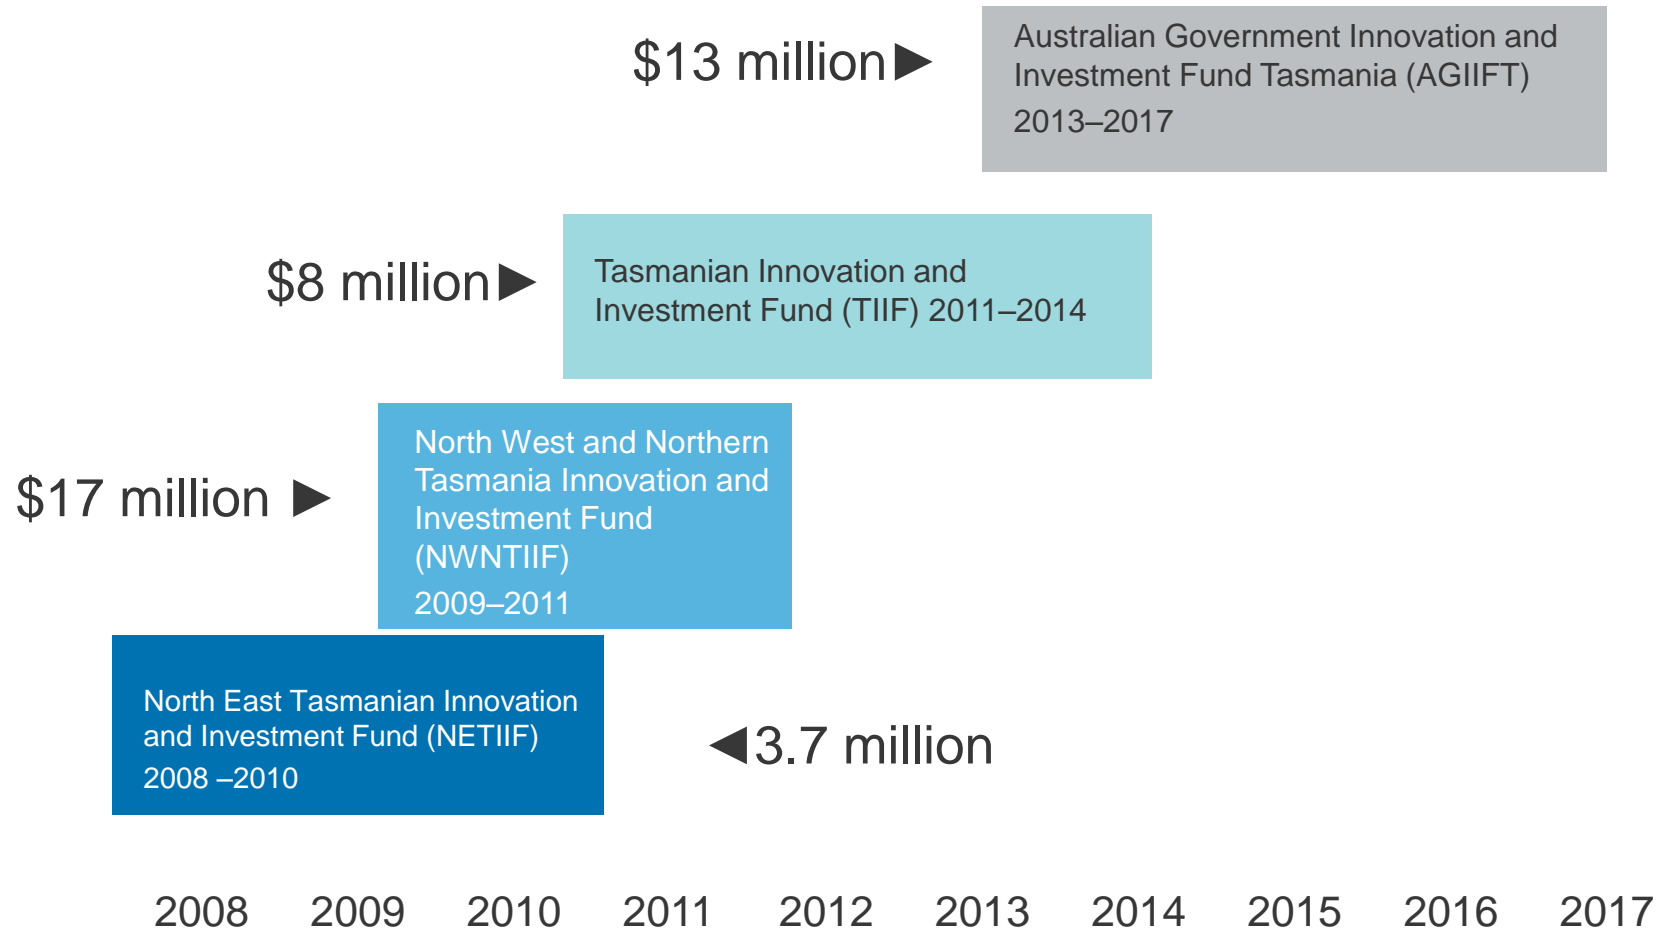 $13 million►
Australian Government Innovation and
Investment Fund Tasmania (AGIIFT)
2013–2017
$8 million►
Tasmanian Innovation and
Investment Fund (TIIF) 2011–2014
$17 million ►
North West and Northern
Tasmania Innovation and
Investment Fund
(NWNTIIF)
2009–2011
North East Tasmanian Innovation
and Investment Fund (NETIIF)
2008 –2010
◄3.7 million
2008 2009 2010 2011 2012 2013 2014 2015 2016 2017